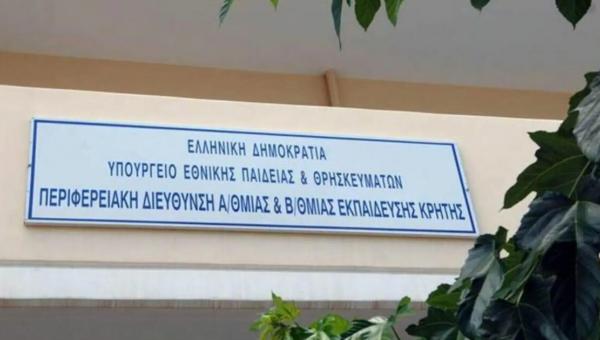 ΕΛΛΗΝΙΚΗ ΔΗΜΟΚΡΑΤΙΑ
ΥΠΟΥΡΓΕΙΟ ΕΘΝΙΚΗΣ ΠΑΙΔΕΙΑΣ & ΘΡΗΣΚΕΥΜΑΤΩΝ
ΠΕΡΙΦΕΡΕΙΑΚΗ ΔΙΕΥΘΥΝΣΗ Α/ΘΜΙΑΣ & Β/ΘΜΙΑΣ ΕΚΠΑΙΔΕΥΣΗΣ ΚΡΗΤΗΣ